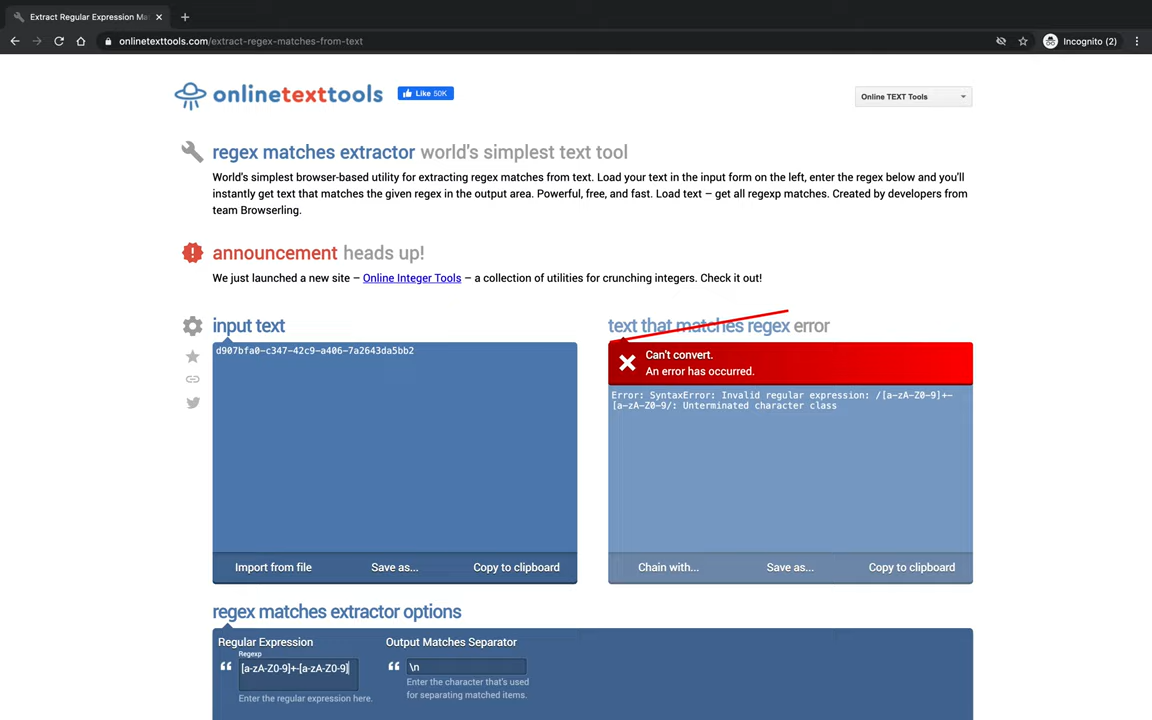 Extract Regular Expression Ma
onlinetexttools.com/extract-regex-matches-from-text
Incognito (2)
onlinetexttools
Like 50K
Online TEXT Tools
regex matches extractor world's simplest text tool
World's simplest browser-based utility for extracting regex matches from text. Load your text in the input form on the left, enter the regex below and you'll
instantly get text that matches the given regex in the output area. Powerful, free, and fast. Load text – get all regexp matches. Created by developers from
team Browserling.
announcement heads up!
We just launched a new site – Online Integer Tools – a collection of utilities for crunching integers. Check it out!
input text
d907bfa0-c347-42c9-a406-7a2643da5bb2
Import from file
Save as...
Copy to clipboard
text that matches regex error
Can't convert.
An error has occurred.
Error: SyntaxError: Invalid regular expression: /[a-zA-Z0-9]+-
[a-zA-Z0-9/: Unterminated character class
Chain with...
Save as...
Copy to clipboard
regex matches extractor options
Regular Expression
Regexp
[a-zA-Z0-9]+-[a-zA-Z0-9]
Enter the regular expression here.
Output Matches Separator
\n
Enter the character that's used
for separating matched items.